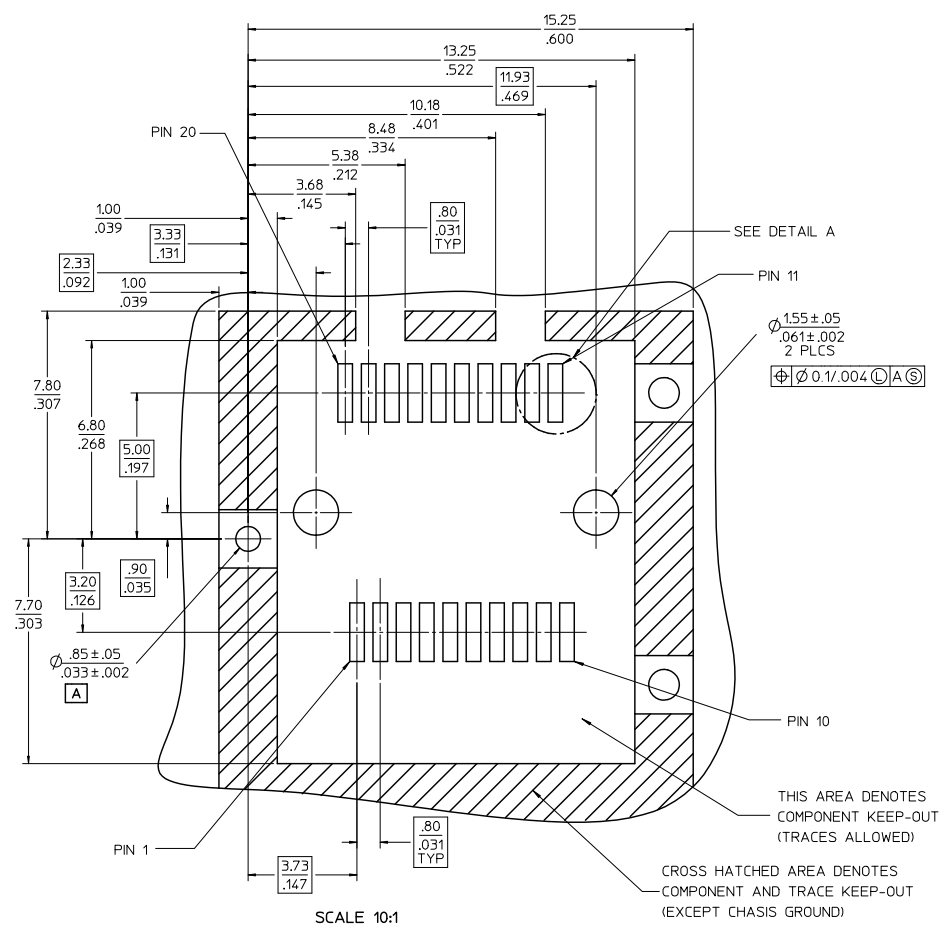 15.25
.600
13.25
.522
11.93
.469
10.18
.401
8.48
.334
5.38
.212
3.68
.145
PIN 20
1.00
.039
3.33
.131
2.33
.092
1.00
.039
.80
.031
TYP
SEE DETAIL A
PIN 11
⌀ 1.55±.05
.061±.002
2 PLCS
⌖ ⌀ 0.1/.004 Ⓛ A Ⓢ
7.80
.307
6.80
.268
5.00
.197
.90
.035
3.20
.126
7.70
.303
⌀ .85±.05
.033±.002
A
PIN 10
THIS AREA DENOTES
COMPONENT KEEP-OUT
(TRACES ALLOWED)
PIN 1
.80
.031
TYP
3.73
.147
CROSS HATCHED AREA DENOTES
COMPONENT AND TRACE KEEP-OUT
(EXCEPT CHASIS GROUND)
SCALE 10:1